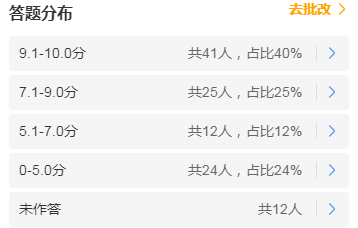 答题分布
去批改
9.1-10.0分 共41人，占比40%
7.1-9.0分 共25人，占比25%
5.1-7.0分 共12人，占比12%
0-5.0分 共24人，占比24%
未作答 共12人